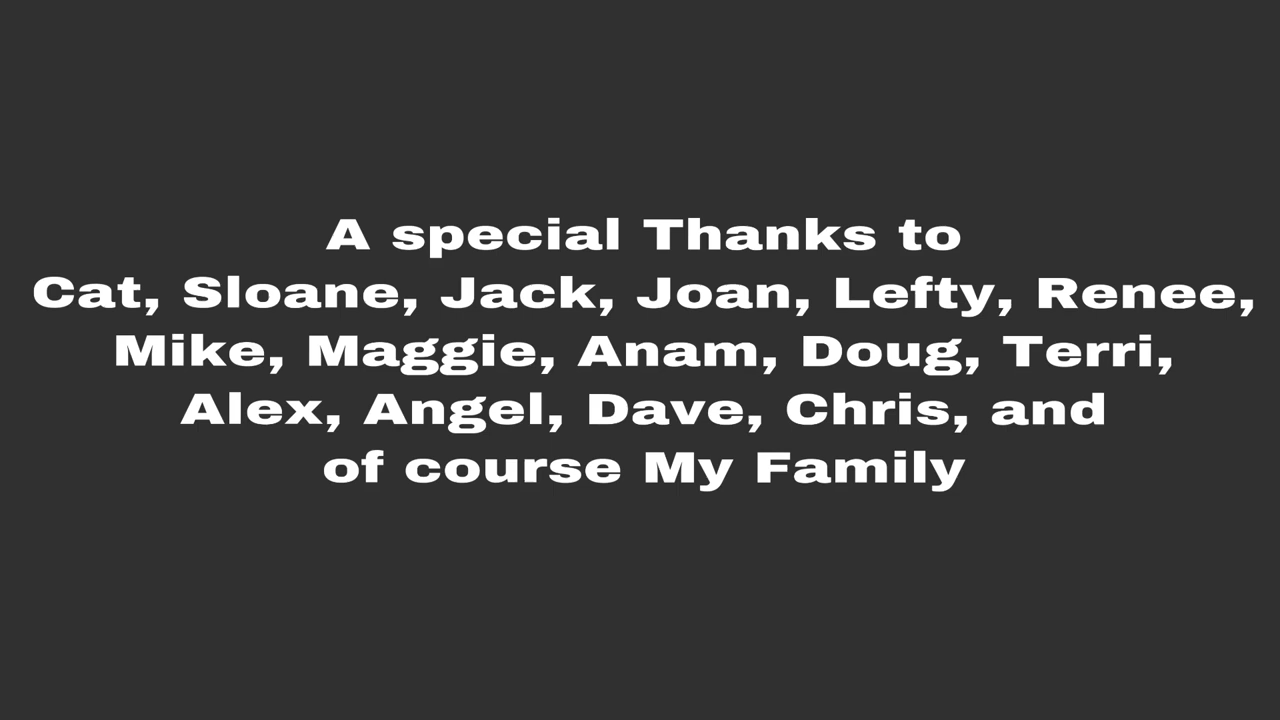 A special Thanks to
Cat, Sloane, Jack, Joan, Lefty, Renee,
Mike, Maggie, Anam, Doug, Terri,
Alex, Angel, Dave, Chris, and
of course My Family